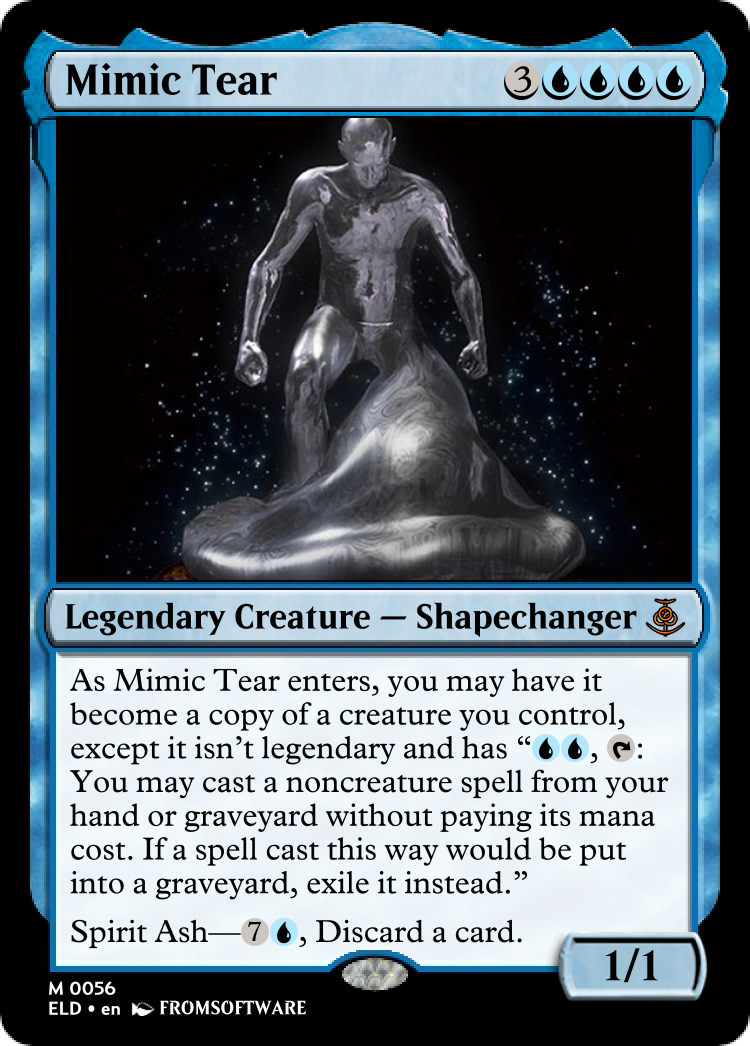 Mimic Tear 3
Legendary Creature — Shapechanger
As Mimic Tear enters, you may have it
become a copy of a creature you control,
except it isn't legendary and has “, :
You may cast a noncreature spell from your
hand or graveyard without paying its mana
cost. If a spell cast this way would be put
into a graveyard, exile it instead.”
Spirit Ash—7, Discard a card.
1/1
M 0056
ELD • en FROMSOFTWARE